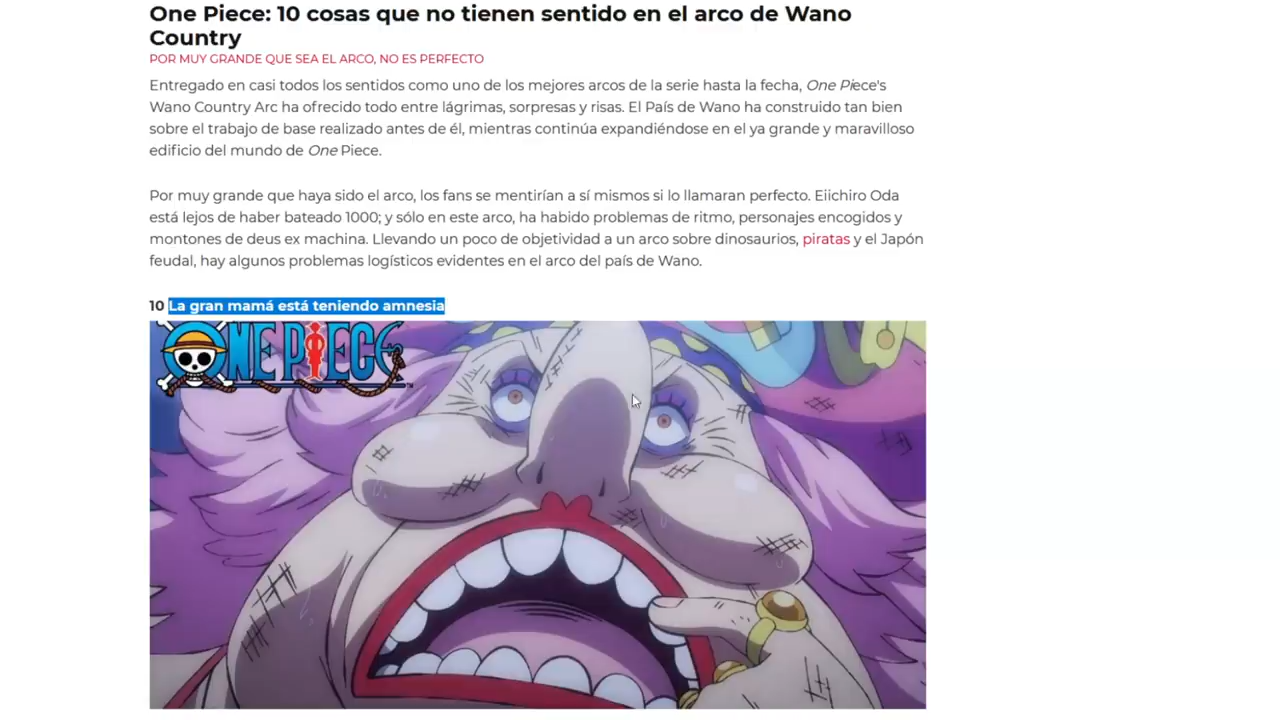 One Piece: 10 cosas que no tienen sentido en el arco de Wano
Country
POR MUY GRANDE QUE SEA EL ARCO, NO ES PERFECTO
Entregado en casi todos los sentidos como uno de los mejores arcos de la serie hasta la fecha, One Piece's
Wano Country Arc ha ofrecido todo entre lágrimas, sorpresas y risas. El País de Wano ha construido tan bien
sobre el trabajo de base realizado antes de él, mientras continúa expandiéndose en el ya grande y maravilloso
edificio del mundo de One Piece.
Por muy grande que haya sido el arco, los fans se mentirían a sí mismos si lo llamaran perfecto. Eiichiro Oda
está lejos de haber bateado 1000; y sólo en este arco, ha habido problemas de ritmo, personajes encogidos y
montones de deus ex machina. Llevando un poco de objetividad a un arco sobre dinosaurios, piratas y el Japón
feudal, hay algunos problemas logísticos evidentes en el arco del país de Wano.
10 La gran mamá está teniendo amnesia
ONE PIECE